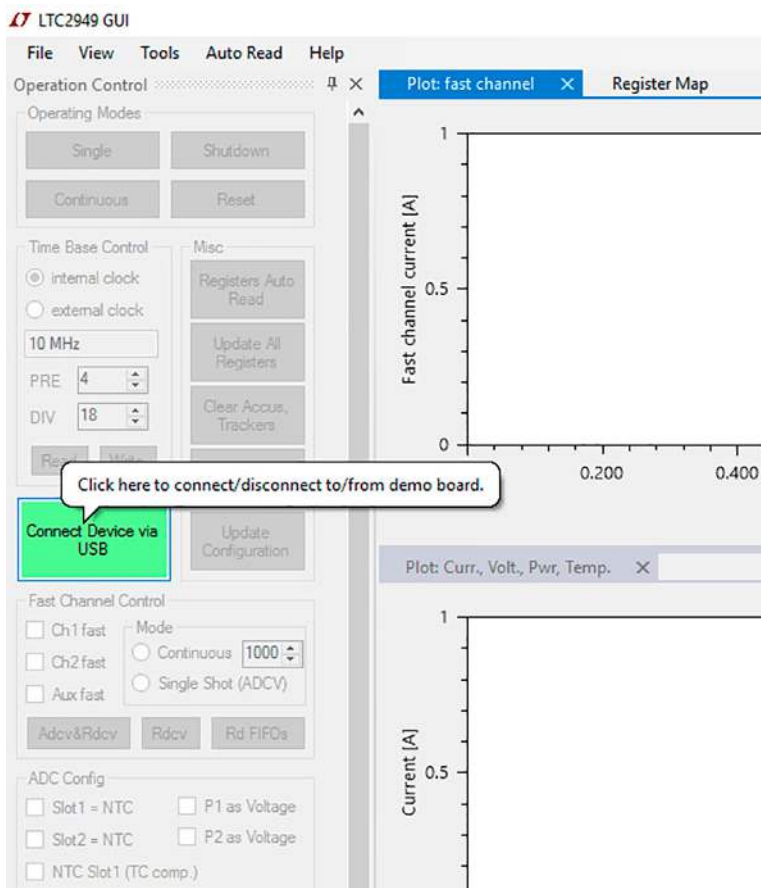 LTC2949 GUI
File View Tools Auto Read Help
Operation Control
Operating Modes
Single Shutdown
Continuous Reset
Time Base Control
internal clock
external clock
10 MHz
PRE 4
DIV 18
Read
Misc
Registers Auto
Read
Update All
Registers
Clear Accus,
Trackers
Click here to connect/disconnect to/from demo board.
Connect Device via
USB
Update
Configuration
Fast Channel Control
Ch1 fast
Ch2 fast
Aux fast
Mode
Continuous 1000
Single Shot (ADCV)
Adcv&Rdcv Rdcv Rd FIFOs
ADC Config
Slot1 = NTC P1 as Voltage
Slot2 = NTC P2 as Voltage
NTC Slot1 (TC comp.)
Plot: fast channel Register Map
Fast channel current [A]
1
0.5
0
0.200 0.400
Plot: Curr., Volt., Pwr, Temp.
Current [A]
1
0.5